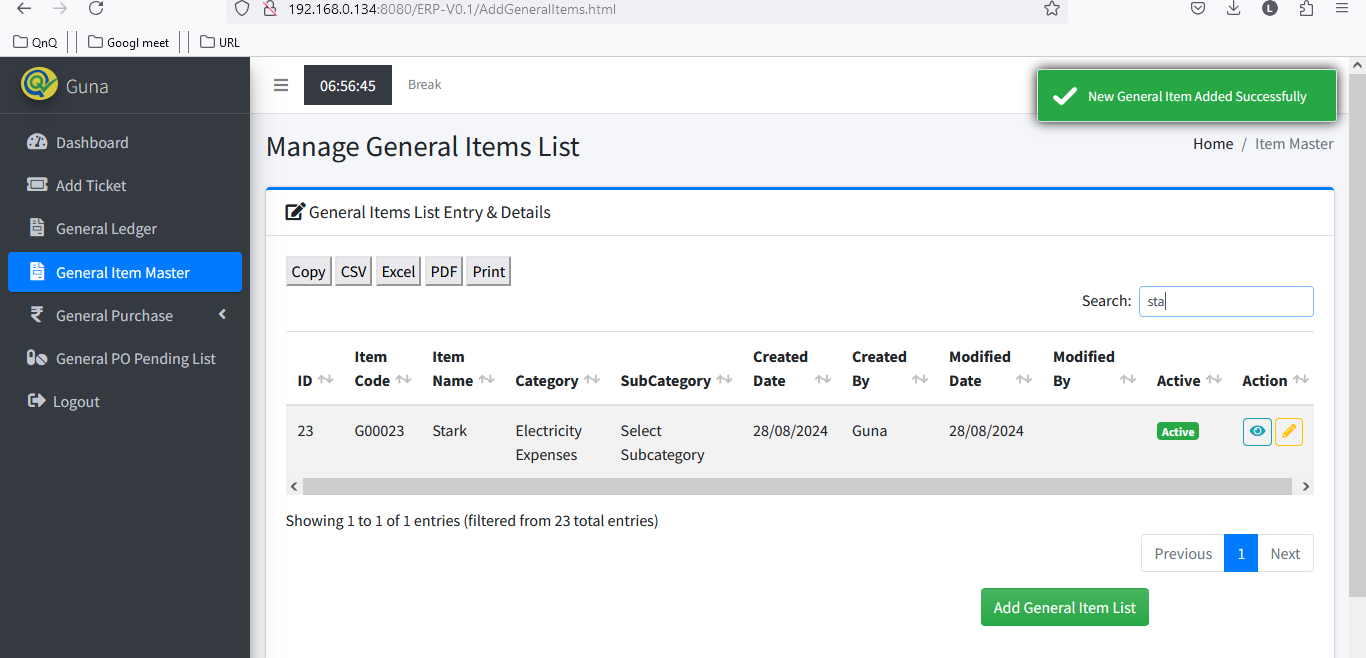 192.168.0.134:8080/ERP-V0.1/AddGeneralItems.html
L
QnQ
Googl meet
URL
Guna
06:56:45
Break
New General Item Added Successfully
Dashboard
Add Ticket
General Ledger
General Item Master
General Purchase
General PO Pending List
Logout
Manage General Items List
Home / Item Master
General Items List Entry & Details
Copy CSV Excel PDF Print
Search: sta
ID Item Code Item Name Category SubCategory Created Date Created By Modified Date Modified By Active Action
23 G00023 Stark Electricity Expenses Select Subcategory 28/08/2024 Guna 28/08/2024 Active
Showing 1 to 1 of 1 entries (filtered from 23 total entries)
Previous 1 Next
Add General Item List